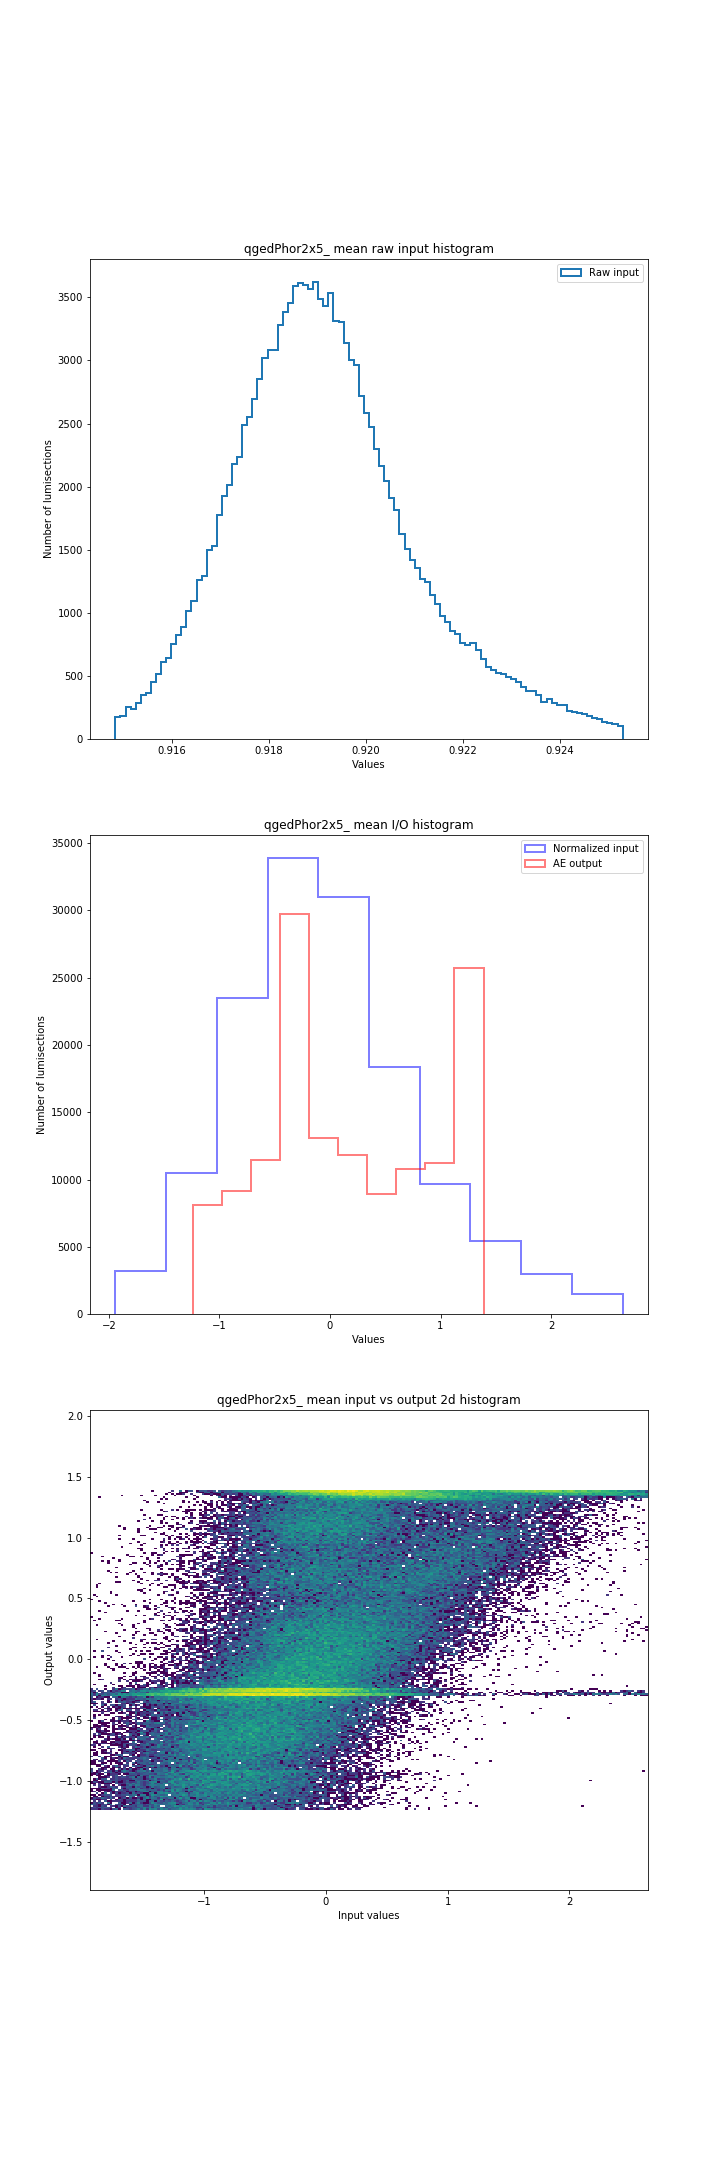 qgedPhor2x5_ mean raw input histogram
Raw input
3500
3000
2500
2000
1500
1000
500
0
Number of lumisections
0.916 0.918 0.920 0.922 0.924
Values
qgedPhor2x5_ mean I/O histogram
Normalized input
AE output
35000
30000
25000
20000
15000
10000
5000
0
Number of lumisections
−2 −1 0 1 2
Values
qgedPhor2x5_ mean input vs output 2d histogram
2.0
1.5
1.0
0.5
0.0
−0.5
−1.0
−1.5
Output values
−1 0 1 2
Input values